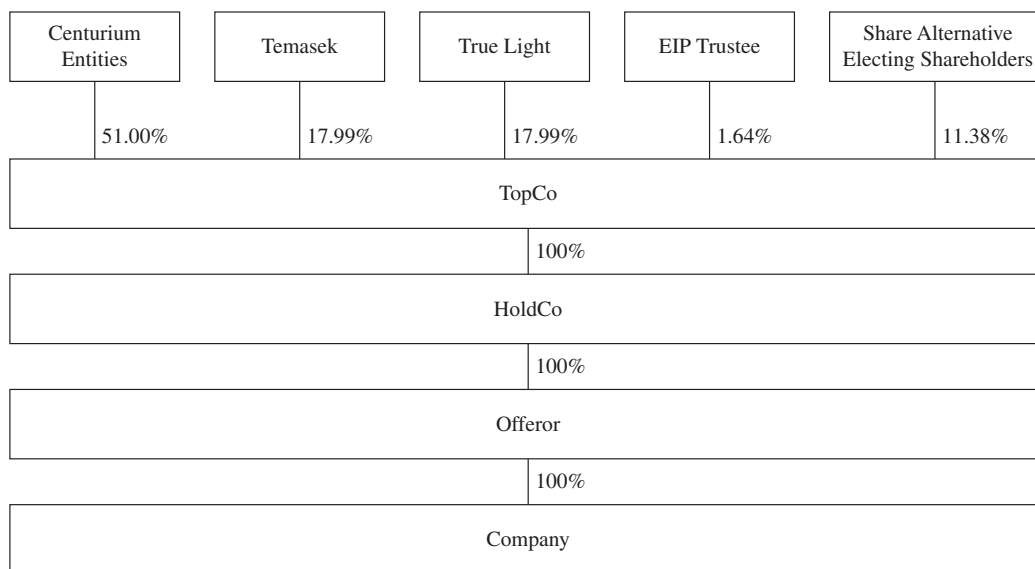 Centurium
Entities
Temasek
True Light
EIP Trustee
Share Alternative
Electing Shareholders
51.00%
17.99%
17.99%
1.64%
11.38%
TopCo
100%
HoldCo
100%
Offeror
100%
Company